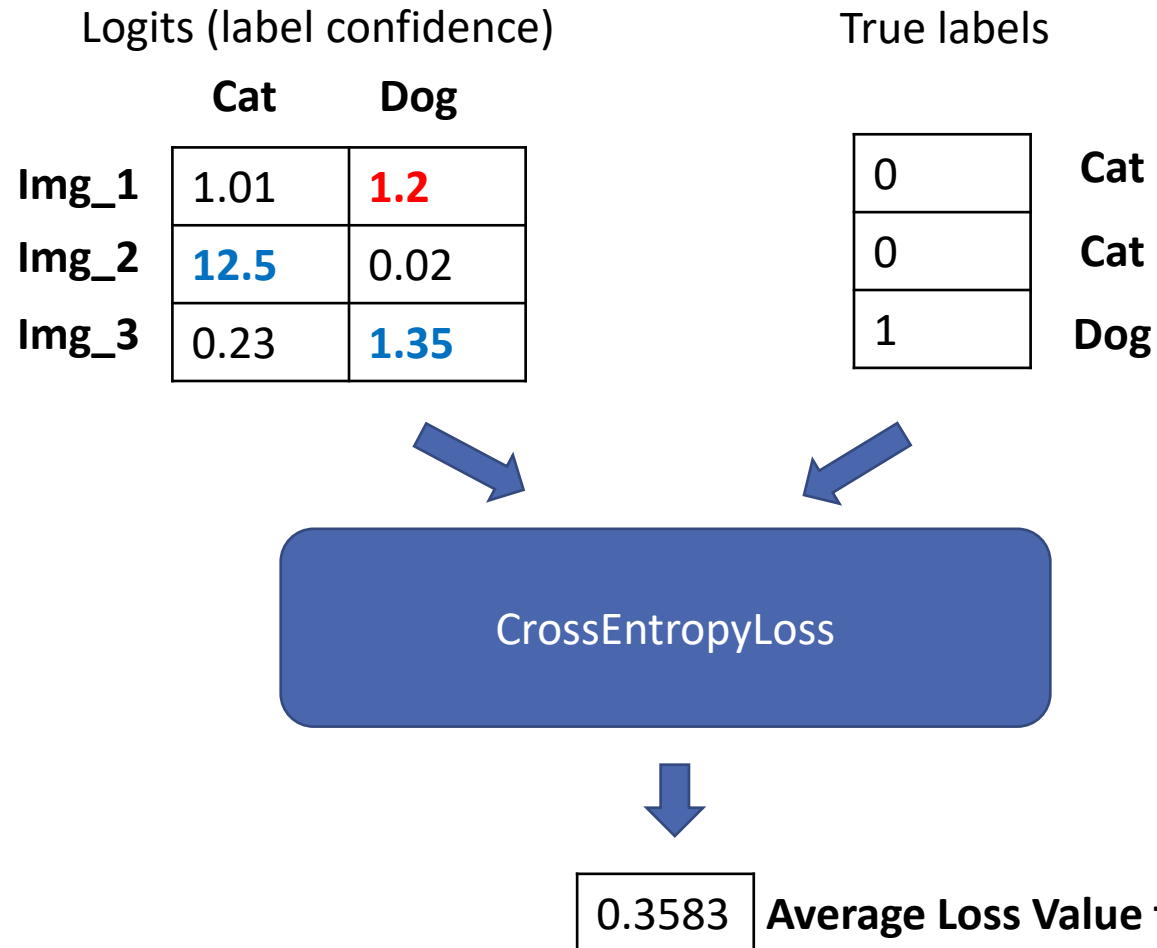 Logits (label confidence) True labels
Cat Dog
Img_1 1.01 1.2 0 Cat
Img_2 12.5 0.02 0 Cat
Img_3 0.23 1.35 1 Dog
CrossEntropyLoss
0.3583 Average Loss Value